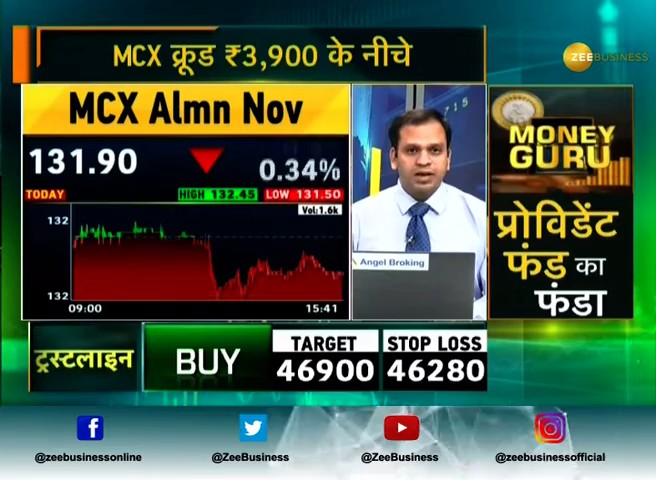 MCX क्रूड ₹3,900 के नीचे
ZEEBUSINESS
MCX Almn Nov
131.90
0.34%
TODAY
HIGH 132.45
LOW 131.50
Vol:1.6k
132
132
09:00
15:41
715
Angel Broking
MONEY
GURU
प्रोविडेंट
फंड का
फंडा
ट्रस्टलाइन
BUY
TARGET
46900
STOP LOSS
46280
@zeebusinessonline
@ZeeBusiness
@ZeeBusiness
@zeebusinessofficial